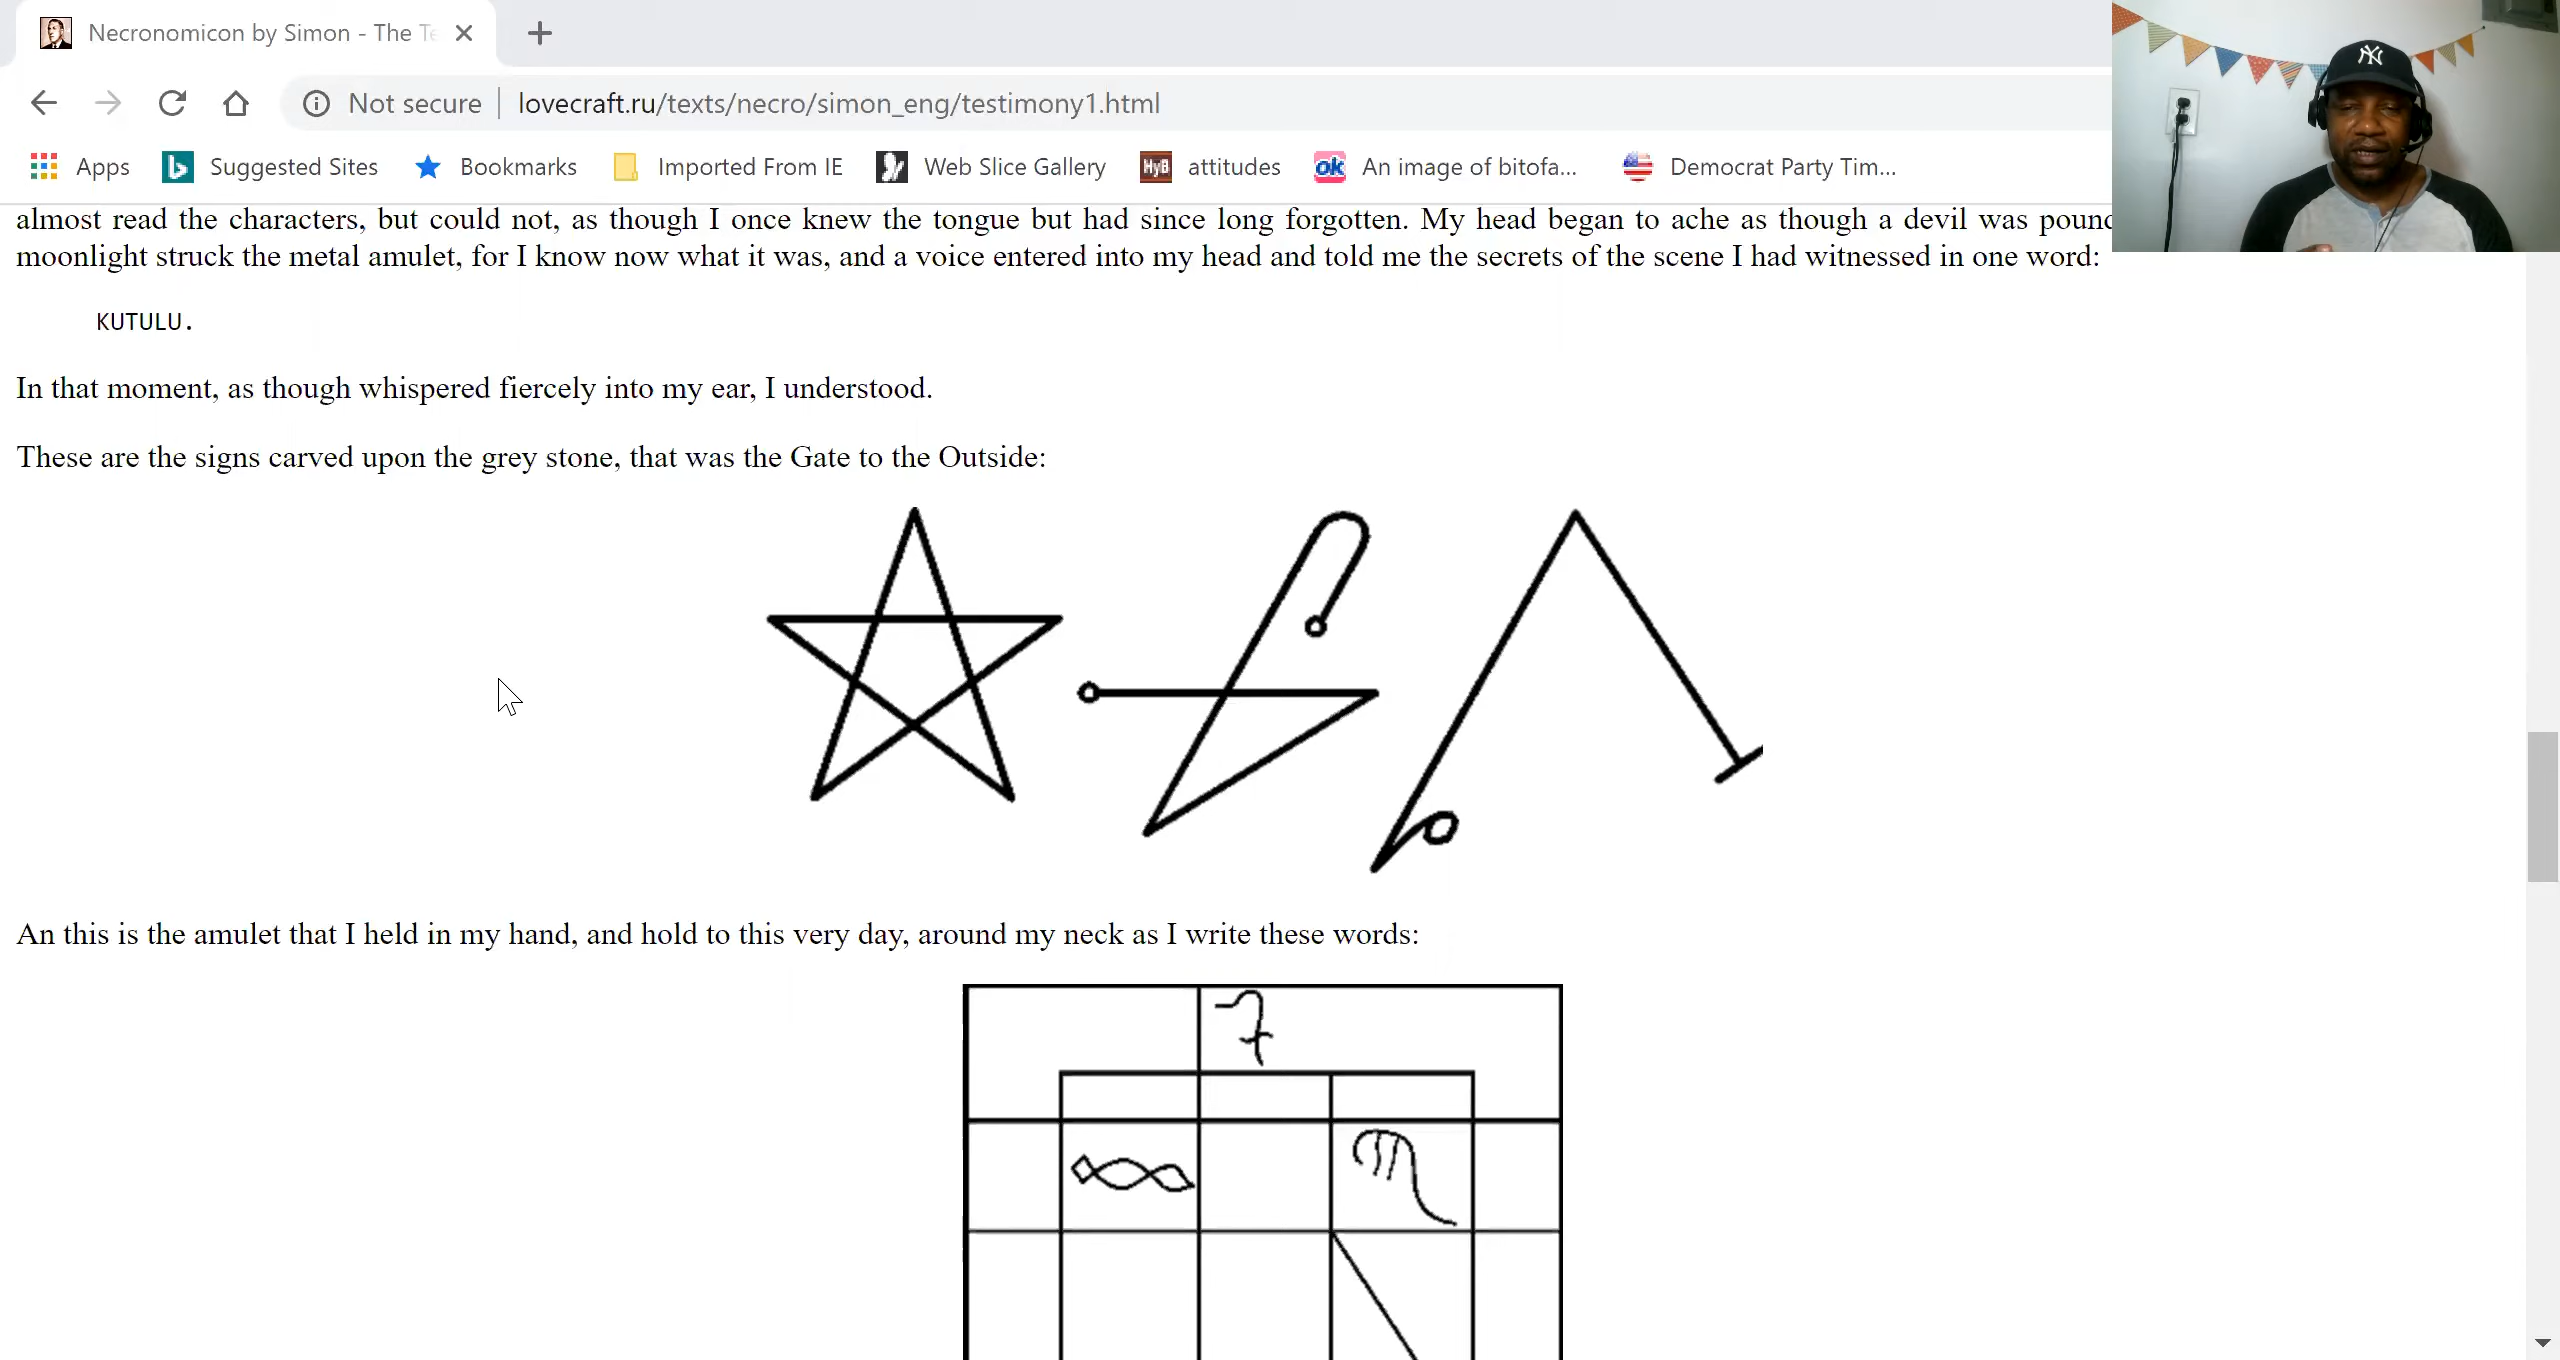 Necronomicon by Simon - The Te
Not secure
lovecraft.ru/texts/necro/simon_eng/testimony1.html
Apps
Suggested Sites
Bookmarks
Imported From IE
Web Slice Gallery
HyB
attitudes
ok
An image of bitofa...
Democrat Party Tim...
NY
almost read the characters, but could not, as though I once knew the tongue but had since long forgotten. My head began to ache as though a devil was pound
moonlight struck the metal amulet, for I know now what it was, and a voice entered into my head and told me the secrets of the scene I had witnessed in one word:
KUTULU.
In that moment, as though whispered fiercely into my ear, I understood.
These are the signs carved upon the grey stone, that was the Gate to the Outside:
An this is the amulet that I held in my hand, and hold to this very day, around my neck as I write these words: